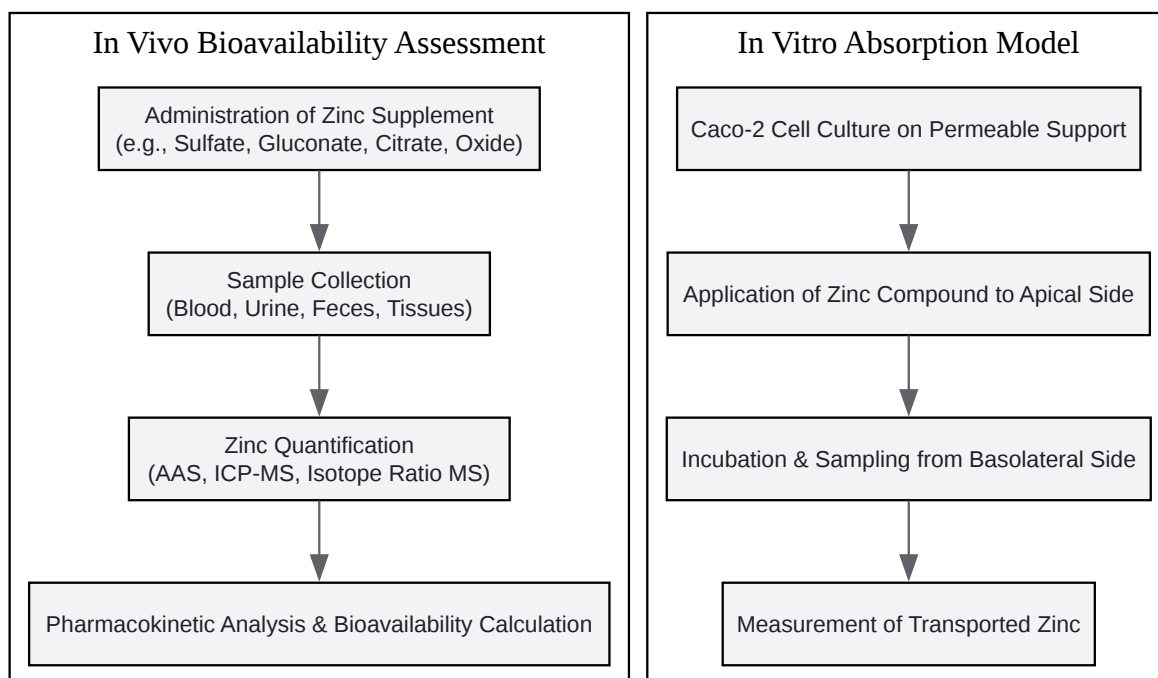 In Vivo Bioavailability Assessment
Administration of Zinc Supplement
(e.g., Sulfate, Gluconate, Citrate, Oxide)
Sample Collection
(Blood, Urine, Feces, Tissues)
Zinc Quantification
(AAS, ICP-MS, Isotope Ratio MS)
Pharmacokinetic Analysis & Bioavailability Calculation
In Vitro Absorption Model
Caco-2 Cell Culture on Permeable Support
Application of Zinc Compound to Apical Side
Incubation & Sampling from Basolateral Side
Measurement of Transported Zinc